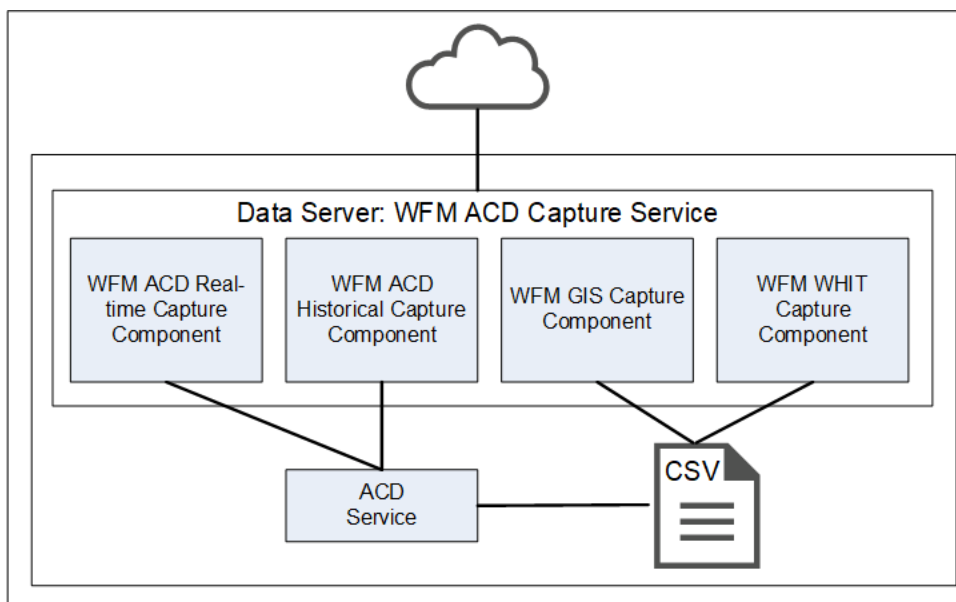 Data Server: WFM ACD Capture Service
WFM ACD Real-
time Capture
Component
WFM ACD
Historical Capture
Component
WFM GIS Capture
Component
WFM WHIT
Capture
Component
ACD
Service
CSV